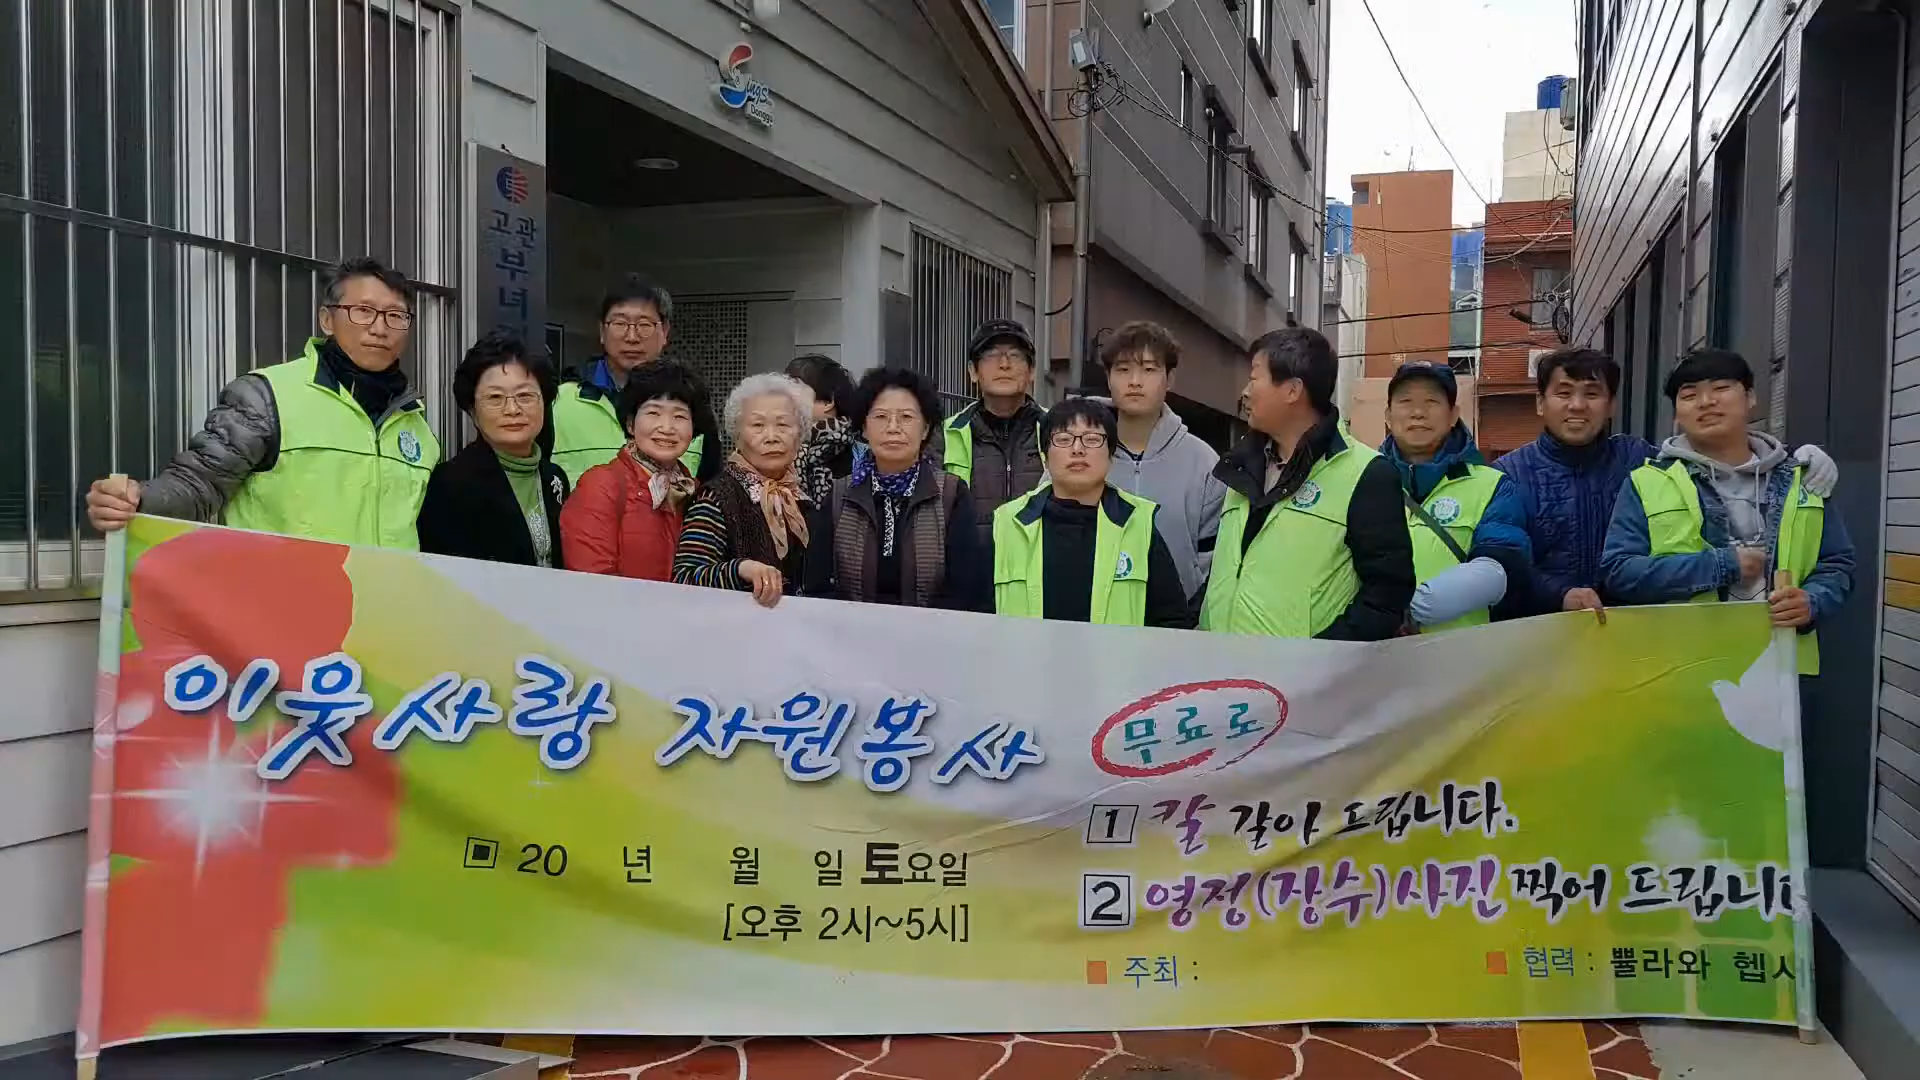 Donggu
고관부녀
이웃사랑 자원봉사
무료로
1 칼 갈아 드립니다.
2 영정(장수)사진 찍어 드립니
▣ 20 년 월 일 토요일
[오후 2시~5시]
주최 :
협력 : 뿔라와 헵시